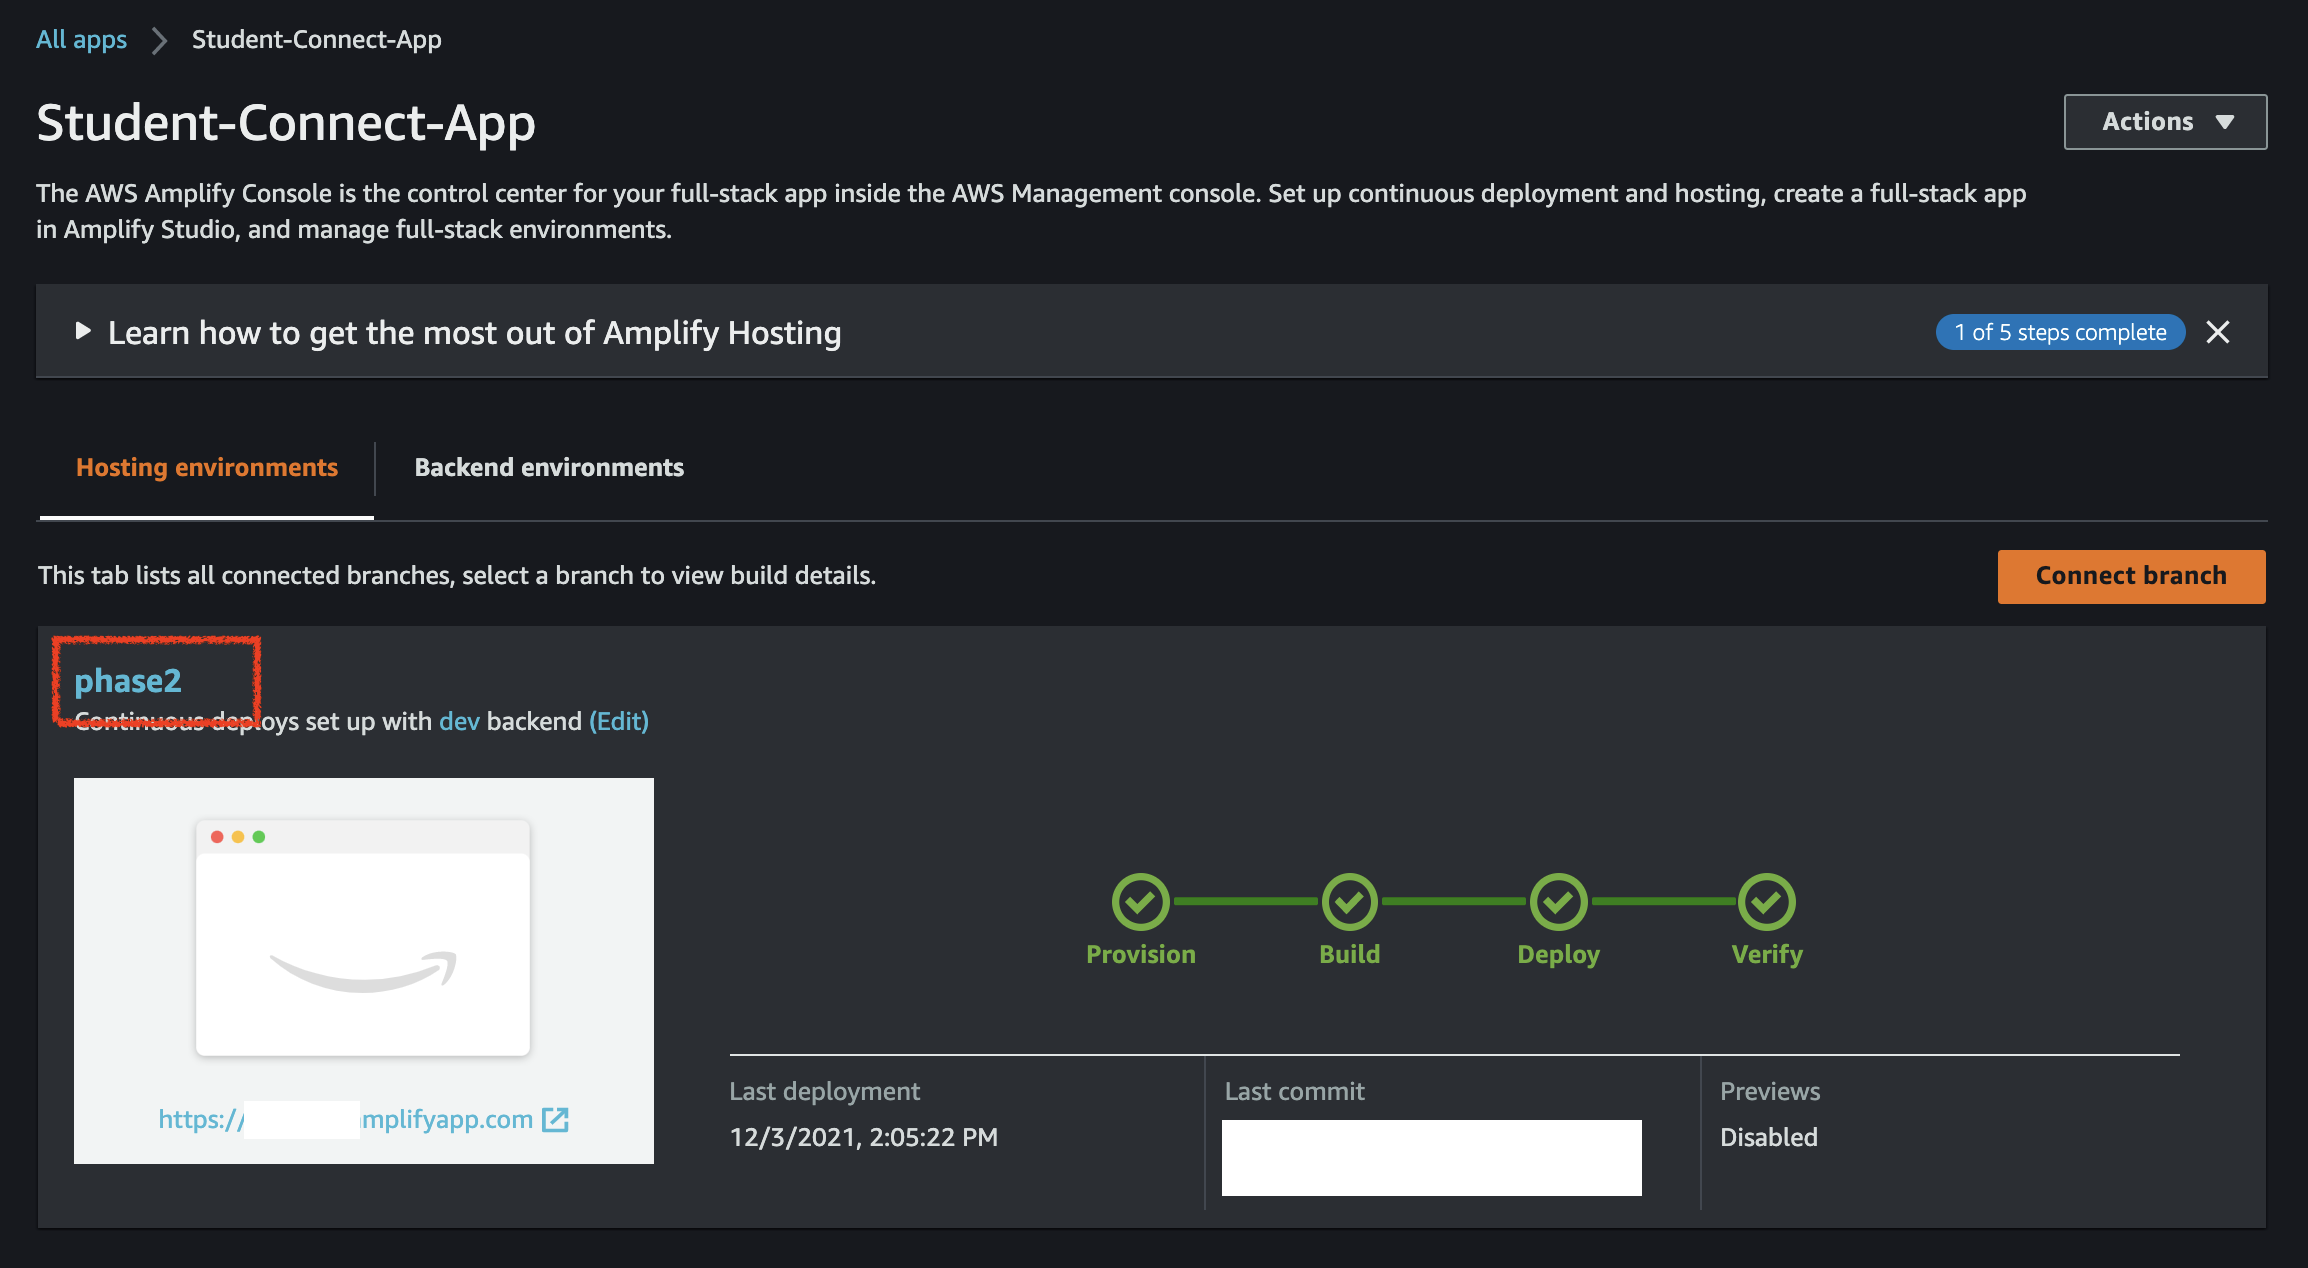 All apps Student-Connect-App
Student-Connect-App
Actions
The AWS Amplify Console is the control center for your full-stack app inside the AWS Management console. Set up continuous deployment and hosting, create a full-stack app
in Amplify Studio, and manage full-stack environments.
Learn how to get the most out of Amplify Hosting
1 of 5 steps complete
Hosting environments
Backend environments
This tab lists all connected branches, select a branch to view build details.
Connect branch
phase2
Continuous deploys set up with dev backend (Edit)
Provision
Build
Deploy
Verify
https:// mplifyapp.com
Last deployment
12/3/2021, 2:05:22 PM
Last commit
Previews
Disabled